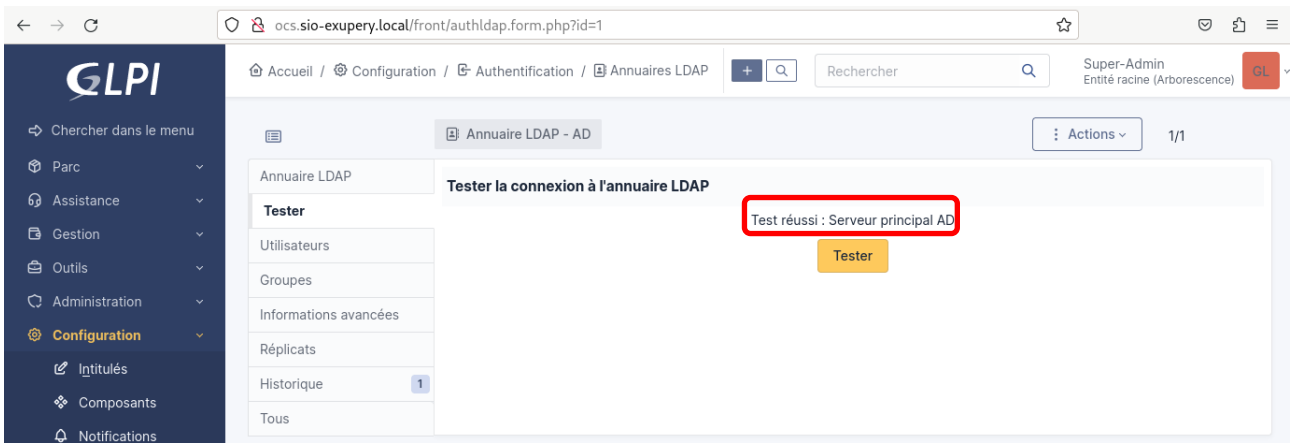 ocs.sio-exupery.local/front/authldap.form.php?id=1
GLPI
Accueil / Configuration / Authentification / Annuaires LDAP
+
Rechercher
Super-Admin
Entité racine (Arborescence)
GL
Chercher dans le menu
Parc
Assistance
Gestion
Outils
Administration
Configuration
Intitulés
Composants
Notifications
Annuaire LDAP - AD
Actions
1/1
Annuaire LDAP
Tester
Utilisateurs
Groupes
Informations avancées
Réplicats
Historique 1
Tous
Tester la connexion à l'annuaire LDAP
Test réussi : Serveur principal AD
Tester